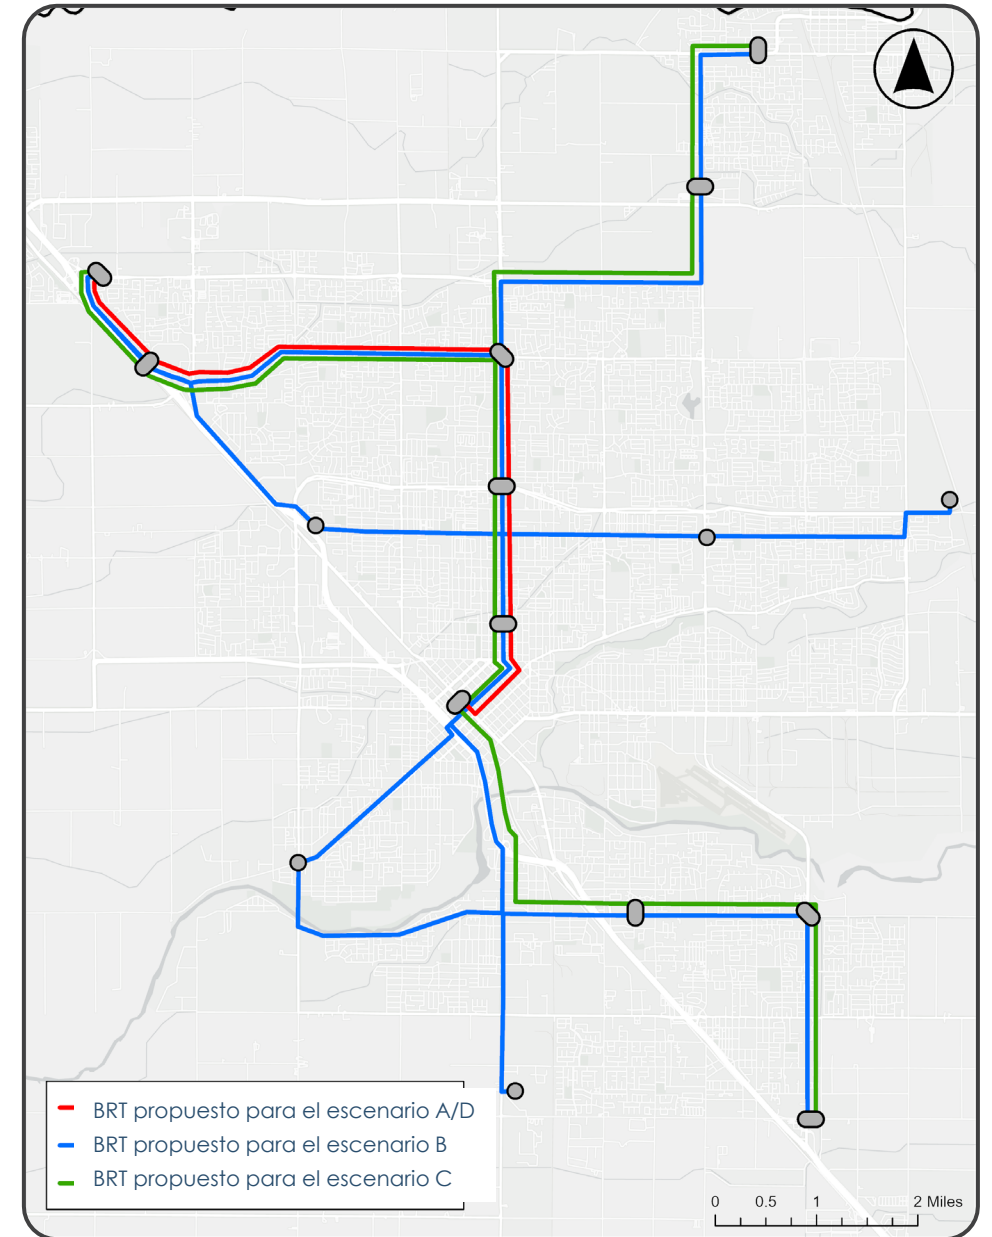 BRT propuesto para el escenario A/D
BRT propuesto para el escenario B
BRT propuesto para el escenario C
0 0.5 1 2 Miles